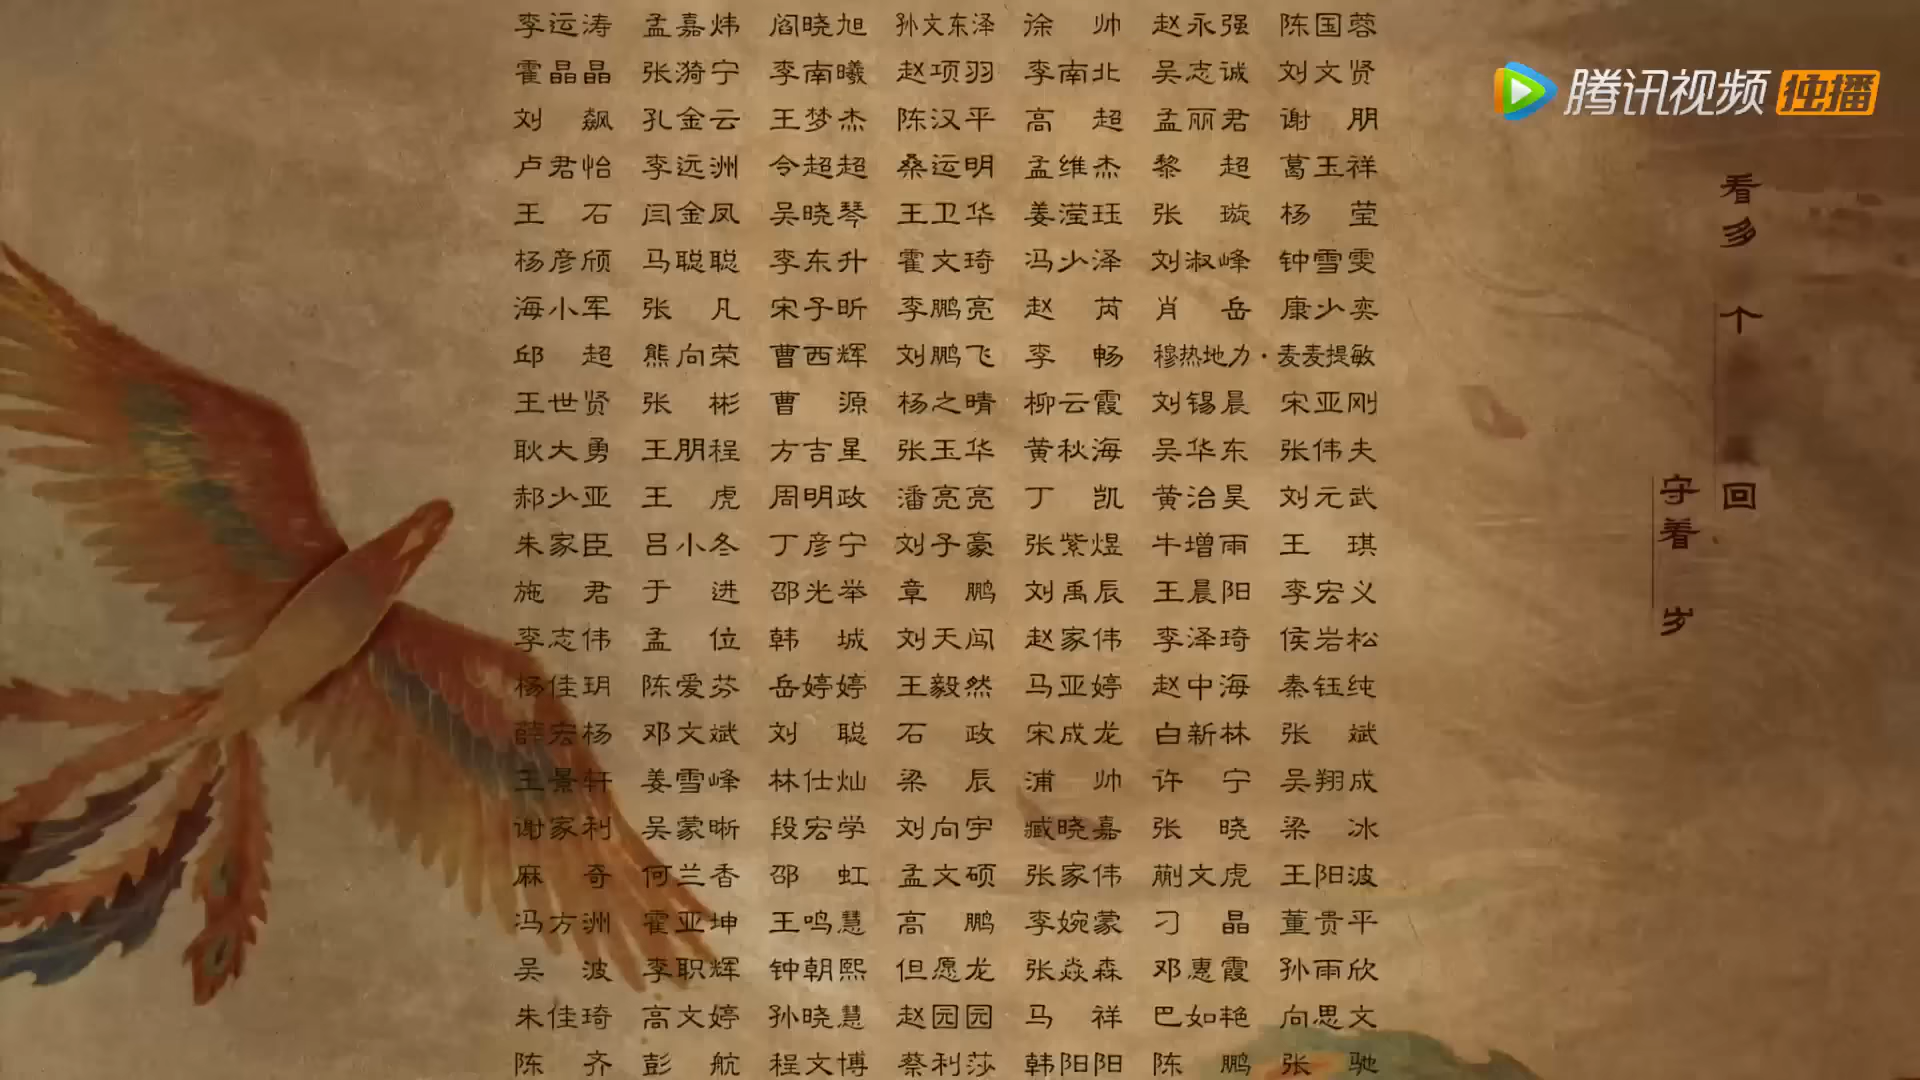 李运涛 孟嘉炜 阎晓旭 孙文东泽 徐 帅 赵永强 陈国蓉
霍晶晶 张漪宁 李南曦 赵项羽 李南北 吴志诚 刘文贤
刘 飙 孔金云 王梦杰 陈汉平 高 超 孟丽君 谢 朋
卢君怡 李远洲 令超超 桑运明 孟维杰 黎 超 葛玉祥
王 石 闫金凤 吴晓琴 王卫华 姜滢珏 张 璇 杨 莹
杨彦颀 马聪聪 李东升 霍文琦 冯少泽 刘淑峰 钟雪雯
海小军 张 凡 宋子昕 李鹏亮 赵 芮 肖 岳 康少奕
邱 超 熊向荣 曹西辉 刘鹏飞 李 畅 穆热地力·麦麦提敏
王世贤 张 彬 曹 源 杨之晴 柳云霞 刘锡晨 宋亚刚
耿大勇 王朋程 方吉星 张玉华 黄秋海 吴华东 张伟夫
郝少亚 王 虎 周明政 潘亮亮 丁 凯 黄治昊 刘元武
朱家臣 吕小冬 丁彦宁 刘子豪 张紫煜 牛增雨 王 琪
施 君 于 进 邵光举 章 鹏 刘禹辰 王晨阳 李宏义
李志伟 孟 位 韩 城 刘天闯 赵家伟 李泽琦 侯岩松
杨佳玥 陈爱芬 岳婷婷 王毅然 马亚婷 赵中海 秦钰纯
薛宏杨 邓文斌 刘 聪 石 政 宋成龙 白新林 张 斌
王景轩 姜雪峰 林仕灿 梁 辰 浦 帅 许 宁 吴翔成
谢家利 吴蒙晰 段宏学 刘向宇 臧晓嘉 张 晓 梁 冰
麻 奇 何兰香 邵 虹 孟文硕 张家伟 蒯文虎 王阳波
冯方洲 霍亚坤 王鸣慧 高 鹏 李婉蒙 刁 晶 董贵平
吴 波 李职辉 钟朝熙 但愿龙 张焱森 邓惠霞 孙雨欣
朱佳琦 高文婷 孙晓慧 赵园园 马 祥 巴如艳 向思文
陈 齐 彭 航 程文博 蔡利莎 韩阳阳 陈 鹏 张 驰
腾讯视频 独播
看多 个 回
守着 岁